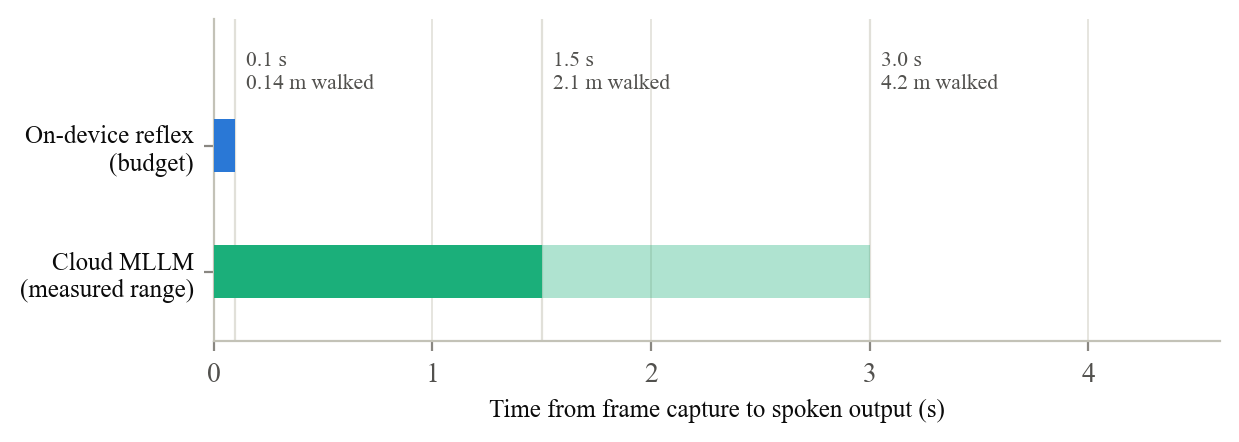 0.1 s
0.14 m walked
1.5 s
2.1 m walked
3.0 s
4.2 m walked
On-device reflex
(budget)
Cloud MLLM
(measured range)
0 1 2 3 4
Time from frame capture to spoken output (s)